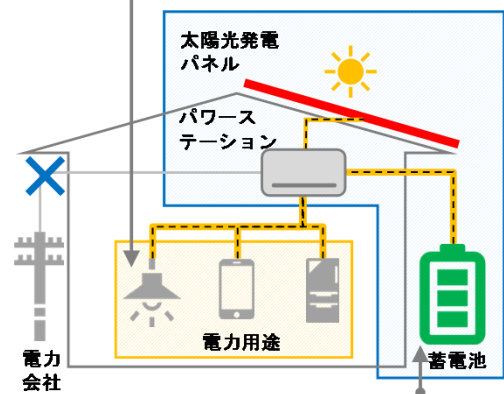 太陽光発電
パネル
パワース
テーション
電力用途
電力
会社
蓄電池